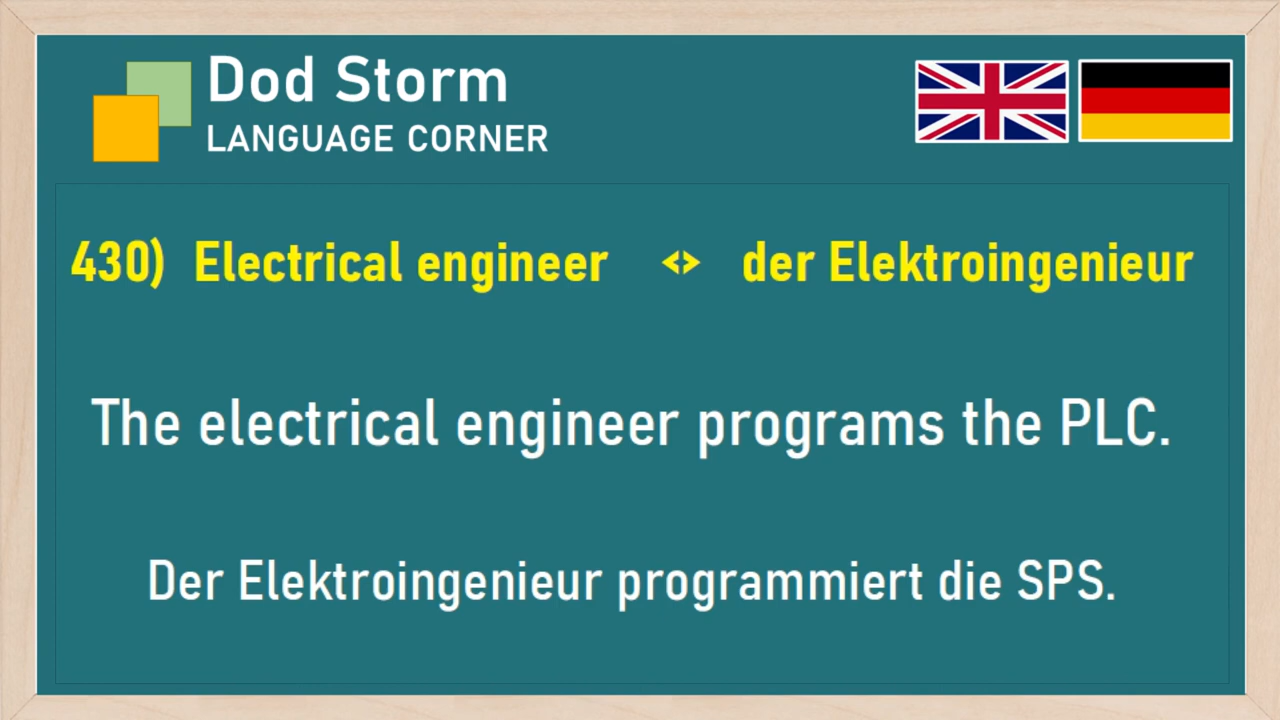 Dod Storm
LANGUAGE CORNER
430) Electrical engineer <> der Elektroingenieur
The electrical engineer programs the PLC.
Der Elektroingenieur programmiert die SPS.